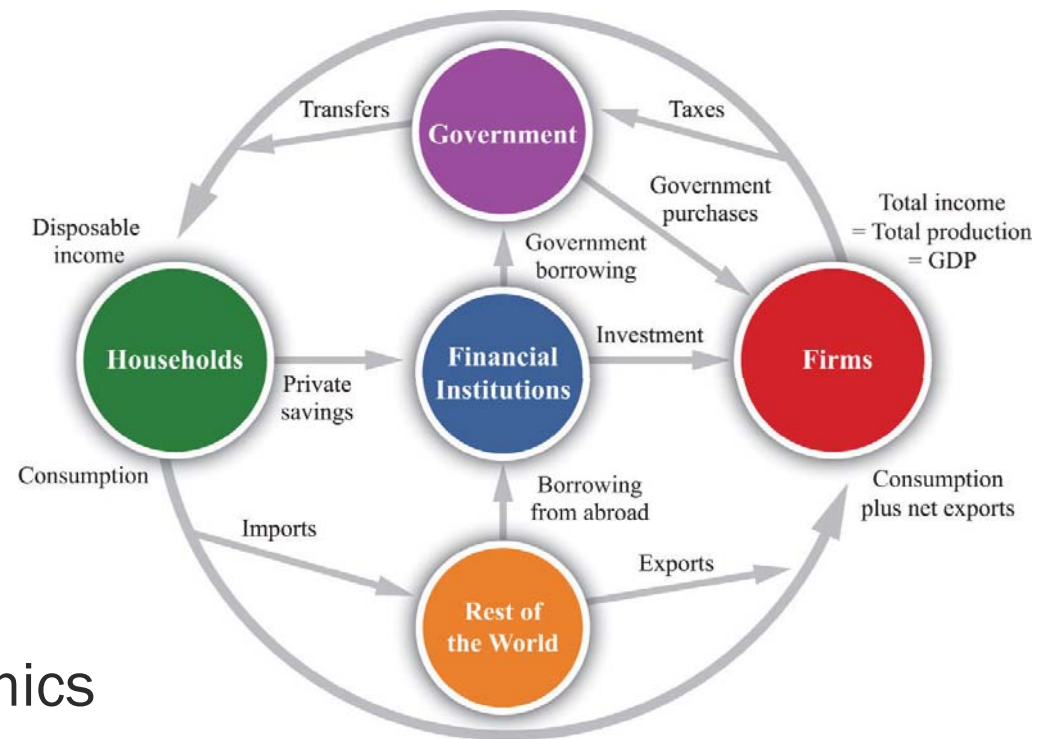 Transfers
Taxes
Government
Government
purchases
Total income
= Total production
= GDP
Disposable
income
Government
borrowing
Households
Private
savings
Financial
Institutions
Investment
Firms
Consumption
Borrowing
from abroad
Consumption
plus net exports
Imports
Exports
Rest of
the World